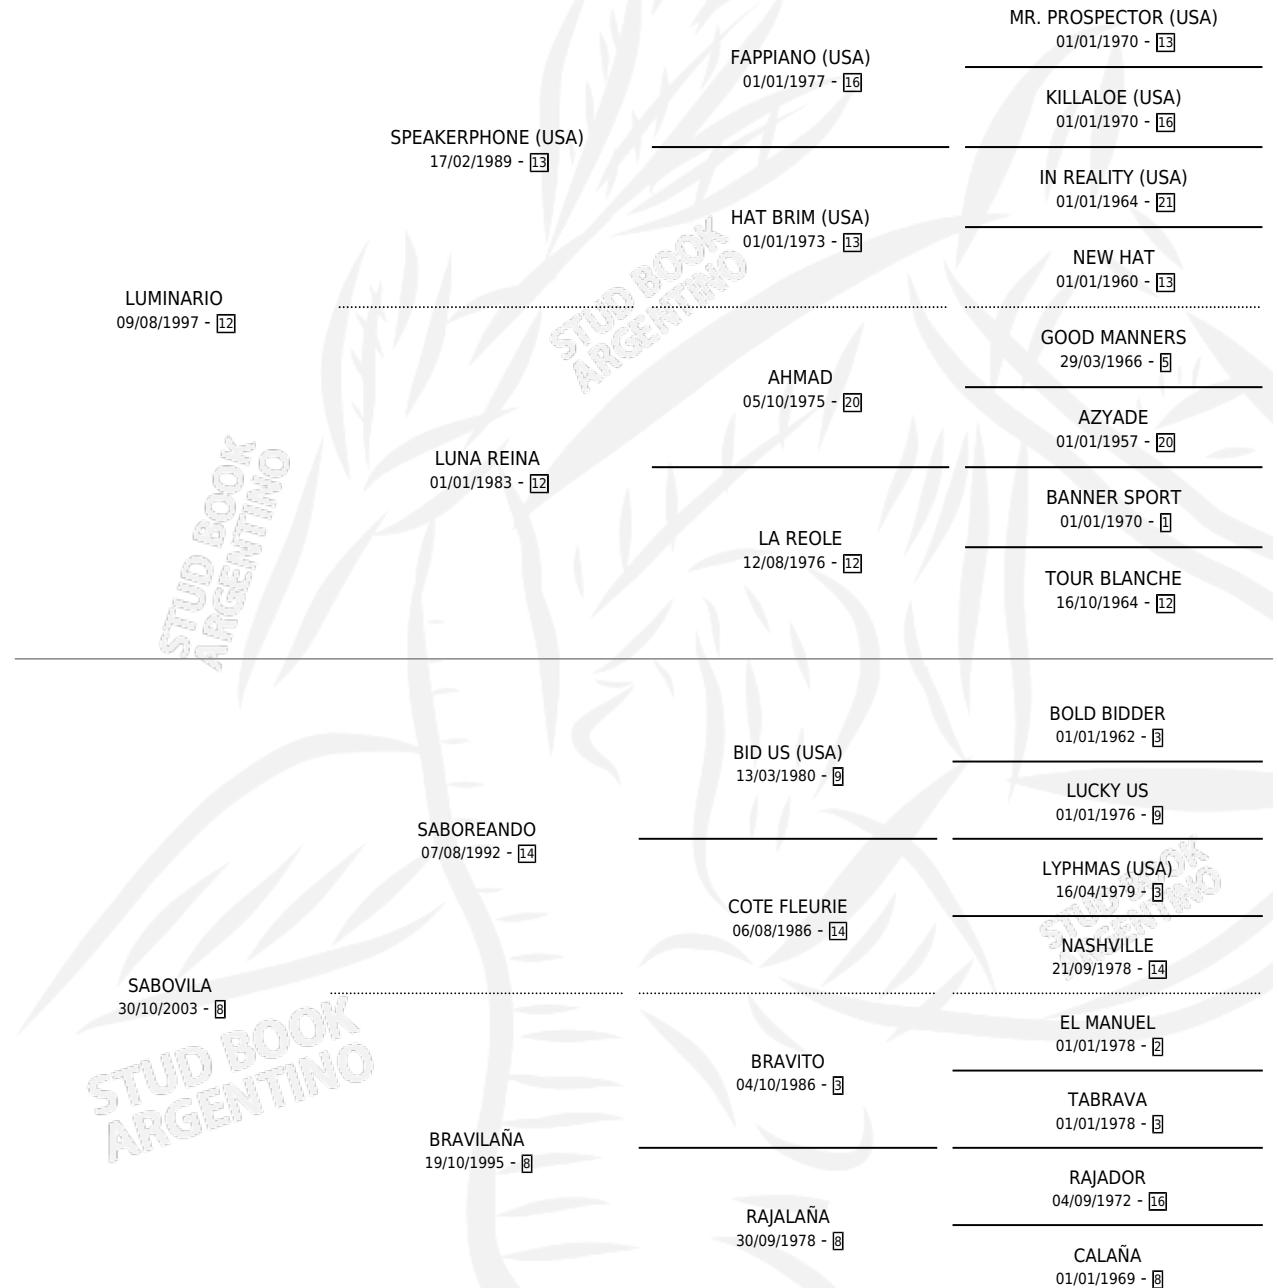 MR. PROSPECTOR (USA)
01/01/1970 - 13
FAPPIANO (USA)
01/01/1977 - 16
KILLALOE (USA)
01/01/1970 - 16
SPEAKERPHONE (USA)
17/02/1989 - 13
IN REALITY (USA)
01/01/1964 - 21
HAT BRIM (USA)
01/01/1973 - 13
NEW HAT
01/01/1960 - 13
LUMINARIO
09/08/1997 - 12
GOOD MANNERS
29/03/1966 - 5
AHMAD
05/10/1975 - 20
AZYADE
01/01/1957 - 20
LUNA REINA
01/01/1983 - 12
BANNER SPORT
01/01/1970 - 1
LA REOLE
12/08/1976 - 12
TOUR BLANCHE
16/10/1964 - 12
BOLD BIDDER
01/01/1962 - 3
BID US (USA)
13/03/1980 - 9
LUCKY US
01/01/1976 - 9
SABOREANDO
07/08/1992 - 14
LYPHMAS (USA)
16/04/1979 - 3
COTE FLEURIE
06/08/1986 - 14
NASHVILLE
21/09/1978 - 14
SABOVILA
30/10/2003 - 8
EL MANUEL
01/01/1978 - 2
BRAVITO
04/10/1986 - 3
TABRAVA
01/01/1978 - 3
BRAVILAÑA
19/10/1995 - 8
RAJADOR
04/09/1972 - 16
RAJALAÑA
30/09/1978 - 8
CALAÑA
01/01/1969 - 8
STUD BOOK
ARGENTINO
STUD BOOK
ARGENTINO
STUD BOOK
ARGENTINO
STUD BOOK
ARGENTINO